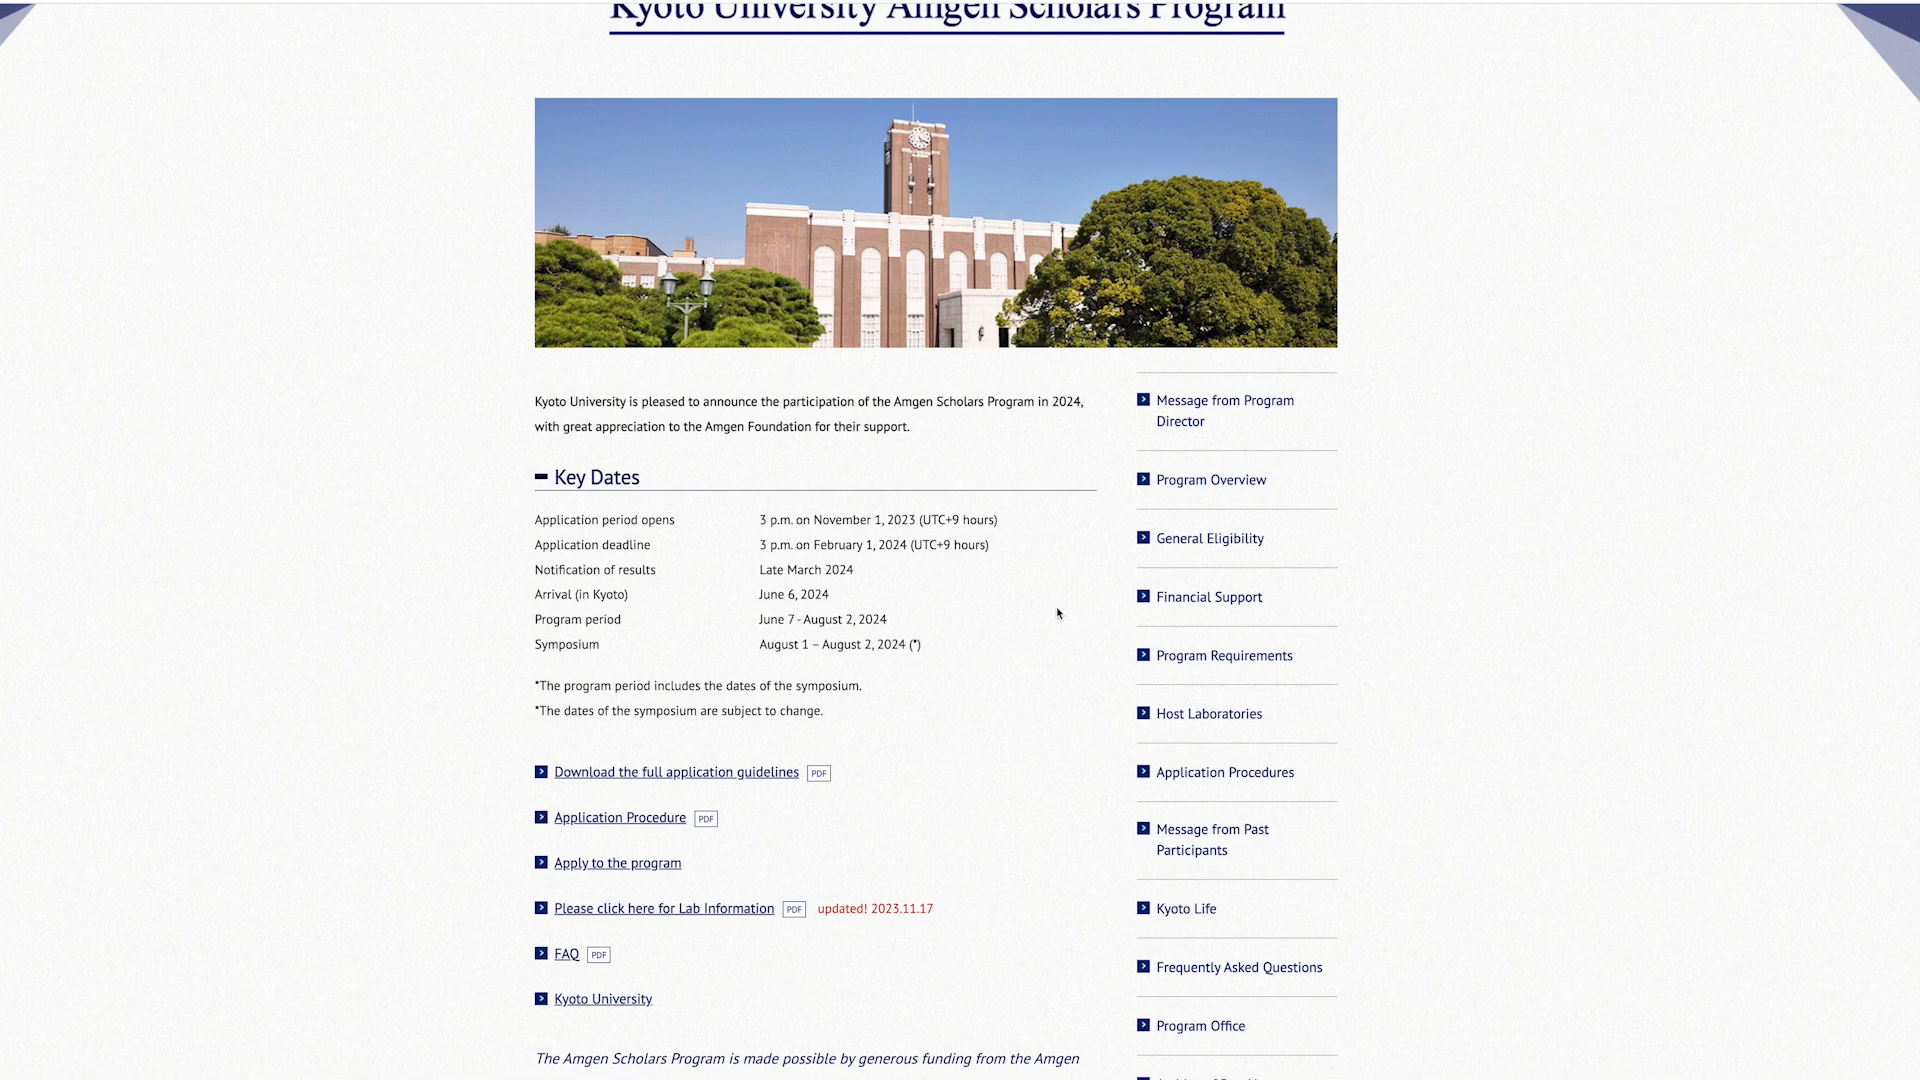 Kyoto University Amgen Scholars Program
Kyoto University is pleased to announce the participation of the Amgen Scholars Program in 2024,
with great appreciation to the Amgen Foundation for their support.
Key Dates
Application period opens 3 p.m. on November 1, 2023 (UTC+9 hours)
Application deadline 3 p.m. on February 1, 2024 (UTC+9 hours)
Notification of results Late March 2024
Arrival (in Kyoto) June 6, 2024
Program period June 7 - August 2, 2024
Symposium August 1 – August 2, 2024 (*)
*The program period includes the dates of the symposium.
*The dates of the symposium are subject to change.
Download the full application guidelines PDF
Application Procedure PDF
Apply to the program
Please click here for Lab Information PDF updated! 2023.11.17
FAQ PDF
Kyoto University
The Amgen Scholars Program is made possible by generous funding from the Amgen
Message from Program
Director
Program Overview
General Eligibility
Financial Support
Program Requirements
Host Laboratories
Application Procedures
Message from Past
Participants
Kyoto Life
Frequently Asked Questions
Program Office